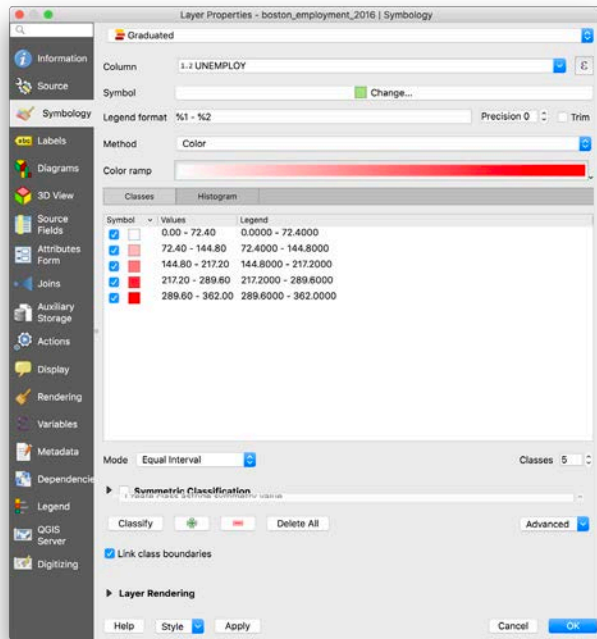 Layer Properties - boston_employment_2016 | Symbology
Information
Source
Symbology
Labels
Diagrams
3D View
Source
Fields
Attributes
Form
Joins
Auxiliary
Storage
Actions
Display
Rendering
Variables
Metadata
Dependencie
Legend
QGIS
Server
Digitizing
Graduated
Column 1.2 UNEMPLOY ε
Symbol Change...
Legend format %1 - %2 Precision 0 Trim
Method Color
Color ramp
Classes Histogram
Symbol Values Legend
0.00 - 72.40 0.0000 - 72.4000
72.40 - 144.80 72.4000 - 144.8000
144.80 - 217.20 144.8000 - 217.2000
217.20 - 289.60 217.2000 - 289.6000
289.60 - 362.00 289.6000 - 362.0000
Mode Equal Interval Classes 5
Symmetric Classification
Classify Delete All Advanced
Link class boundaries
Layer Rendering
Help Style Apply Cancel OK